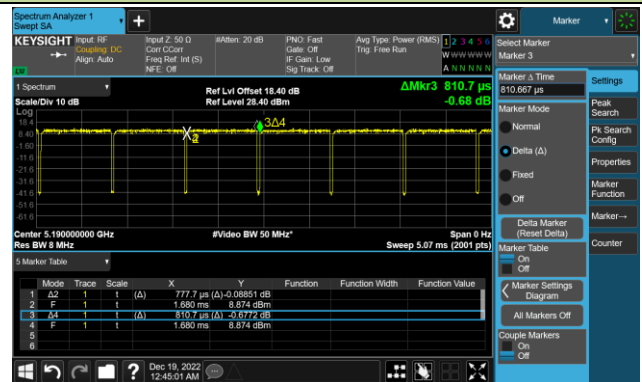 Spectrum Analyzer 1
Swept SA
Marker
KEYSIGHT
Input: RF
Coupling: DC
Align: Auto
Input Z: 50 Ω
Corr CCorr
Freq Ref: Int (S)
NFE: Off
#Atten: 20 dB
PNO: Fast
Gate: Off
IF Gain: Low
Sig Track: Off
Avg Type: Power (RMS)
Trig: Free Run
1 2 3 4 5 6
W W W W W W
A N N N N N
LXI
1 Spectrum
Scale/Div 10 dB
Log
Ref Lvl Offset 18.40 dB
Ref Level 28.40 dBm
ΔMkr3 810.7 µs
-0.68 dB
18.4
8.40
-1.60
-11.6
-21.6
-31.6
-41.6
-51.6
-61.6
3Δ4
Center 5.190000000 GHz
Res BW 8 MHz
#Video BW 50 MHz*
Span 0 Hz
Sweep 5.07 ms (2001 pts)
5 Marker Table
Mode Trace Scale X Y Function Function Width Function Value
1 Δ2 1 t (Δ) 777.7 µs (Δ) -0.08851 dB
2 F 1 t 1.680 ms 8.874 dBm
3 Δ4 1 t (Δ) 810.7 µs (Δ) -0.6772 dB
4 F 1 t 1.680 ms 8.874 dBm
5
6
Dec 19, 2022
12:45:01 AM
Select Marker
Marker 3
Marker Δ Time
810.667 µs
Marker Mode
Normal
Delta (Δ)
Fixed
Off
Delta Marker
(Reset Delta)
Marker Table
On
Off
Marker Settings
Diagram
All Markers Off
Couple Markers
On
Off
Settings
Peak
Search
Pk Search
Config
Properties
Marker
Function
Marker→
Counter